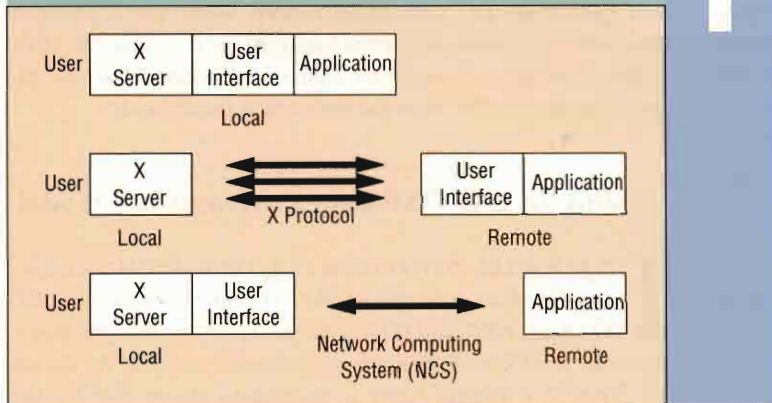 User
X
Server
User
Interface
Application
Local
User
X
Server
X Protocol
User
Interface
Application
Local
Remote
User
X
Server
User
Interface
Network Computing
System (NCS)
Application
Local
Remote